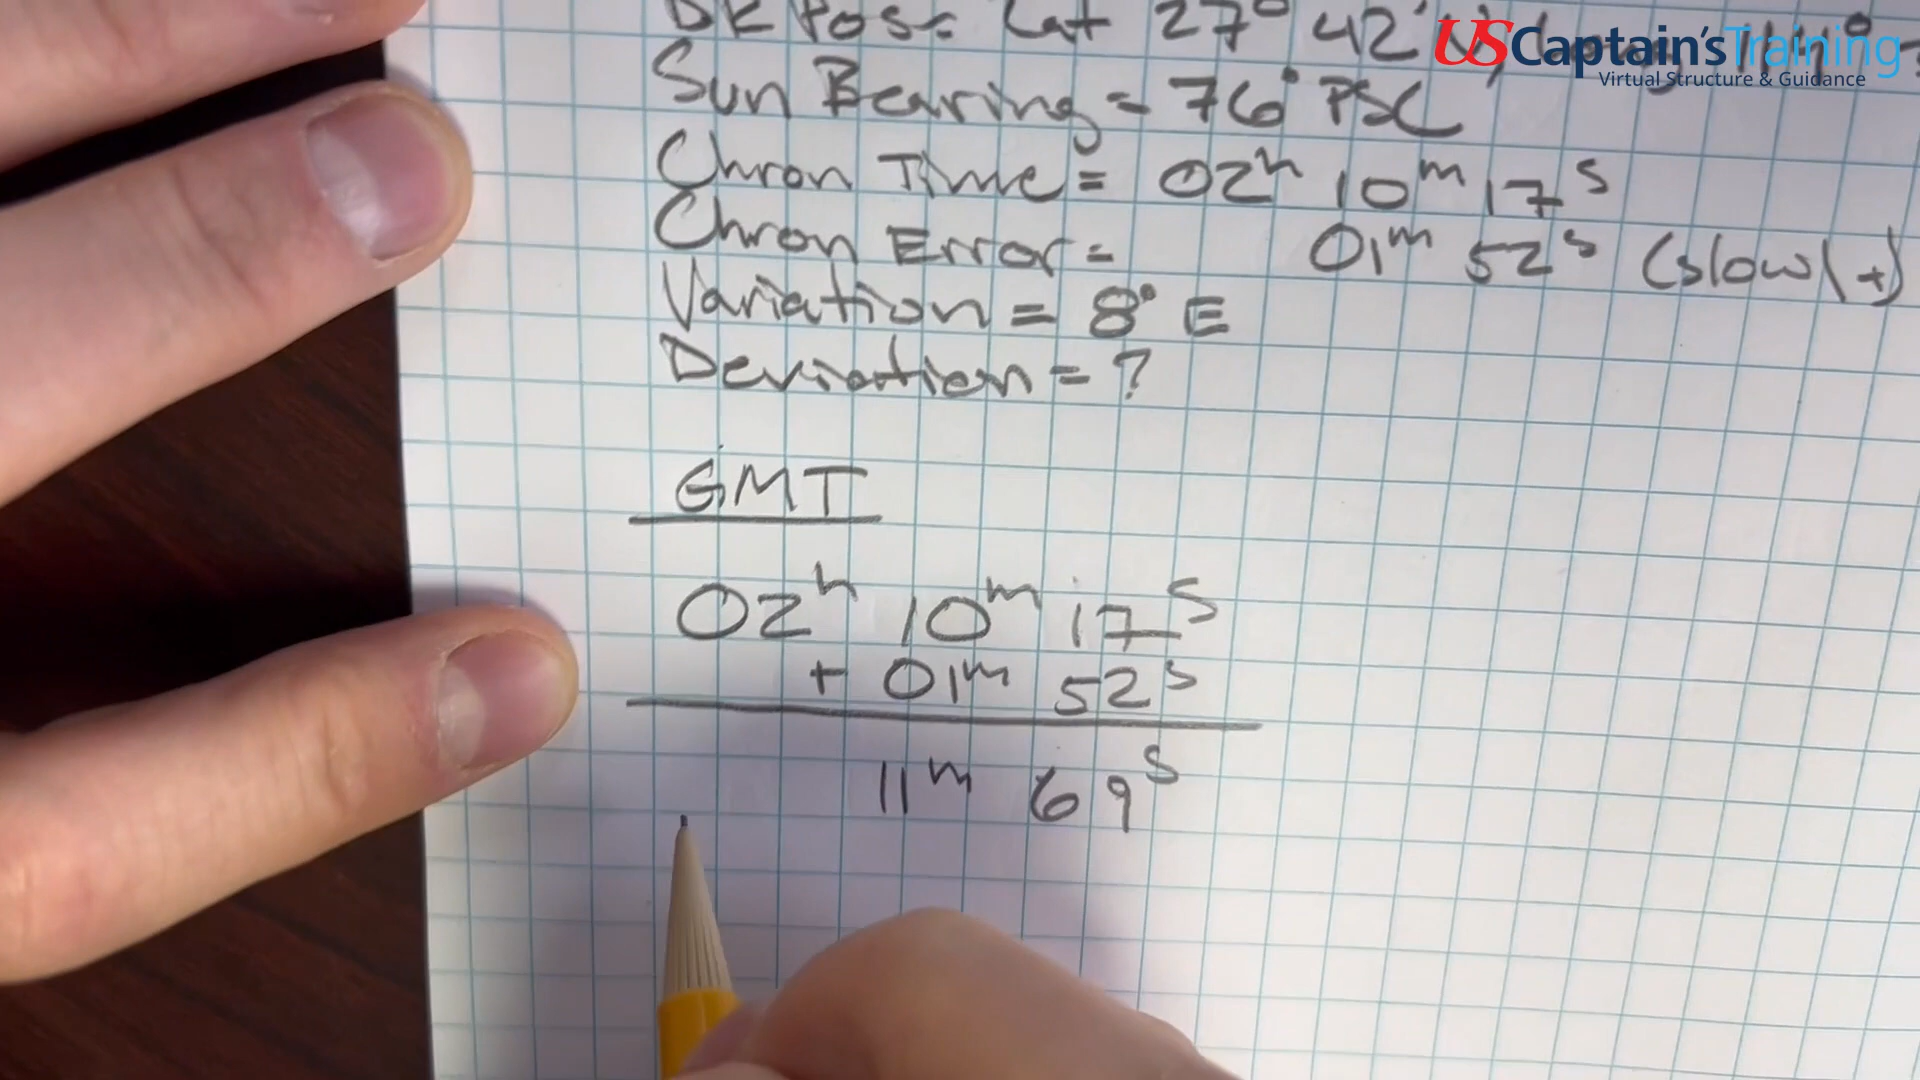 DR Pos = Lat 27° 42' N,
USCaptain'sTraining
Virtual Structure & Guidance
Sun Bearing = 76° PSC
Chron Time = 02h 10m 17s
Chron Error = 01m 52s (slow(+)
Variation = 8° E
Deviation = ?
GMT
02h 10m 17s
+ 01m 52s
11m 69s